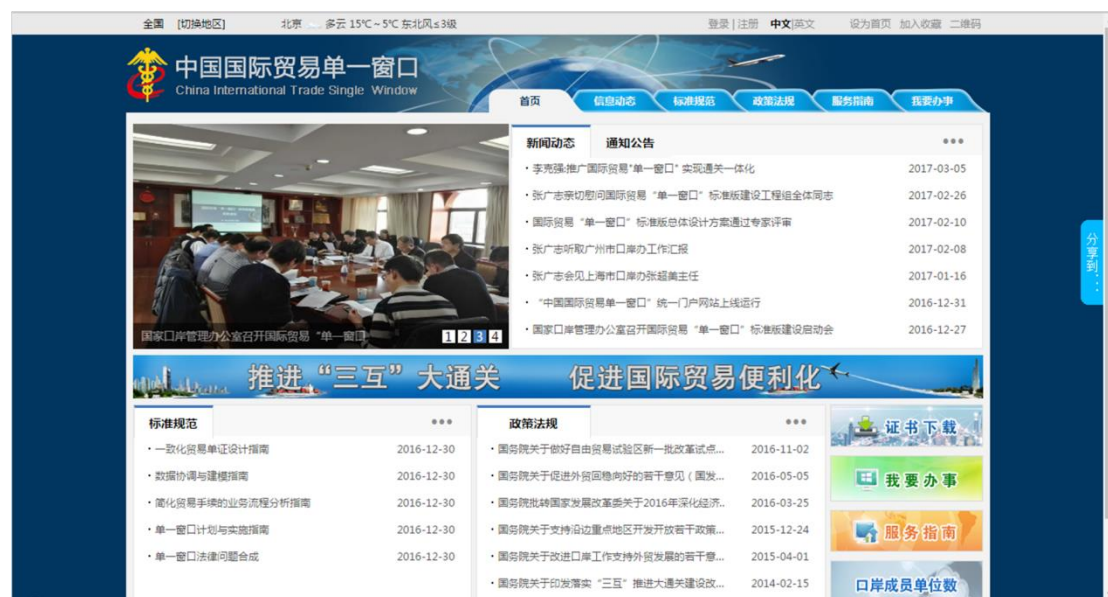 全国 [切换地区] 北京 多云 15℃~5℃ 东北风≤3级 登录|注册 中文|英文 设为首页 加入收藏 二维码
中国国际贸易单一窗口
China International Trade Single Window
首页 信息动态 标准规范 政策法规 服务指南 我要办事
国家口岸管理办公室召开国际贸易“单一窗口
1 2 3 4
新闻动态 通知公告
·李克强:推广国际贸易"单一窗口" 实现通关一体化 2017-03-05
·张广志亲切慰问国际贸易“单一窗口”标准版建设工程组全体同志 2017-02-26
·国际贸易“单一窗口”标准版总体设计方案通过专家评审 2017-02-10
·张广志听取广州市口岸办工作汇报 2017-02-08
·张广志会见上海市口岸办张超美主任 2017-01-16
·“中国国际贸易单一窗口”统一门户网站上线运行 2016-12-31
·国家口岸管理办公室召开国际贸易“单一窗口”标准版建设启动会 2016-12-27
分享到:...
推进“三互”大通关 促进国际贸易便利化
标准规范
·一致化贸易单证设计指南 2016-12-30
·数据协调与建模指南 2016-12-30
·简化贸易手续的业务流程分析指南 2016-12-30
·单一窗口计划与实施指南 2016-12-30
·单一窗口法律问题合成 2016-12-30
政策法规
·国务院关于做好自由贸易试验区新一批改革试点... 2016-11-02
·国务院关于促进外贸回稳向好的若干意见(国发... 2016-05-05
·国务院批转国家发展改革委关于2016年深化经济.. 2016-03-25
·国务院关于支持沿边重点地区开发开放若干政策... 2015-12-24
·国务院关于改进口岸工作支持外贸发展的若干意... 2015-04-01
·国务院关于印发落实“三互”推进大通关建设改... 2014-02-15
证书下载
我要办事
服务指南
口岸成员单位数